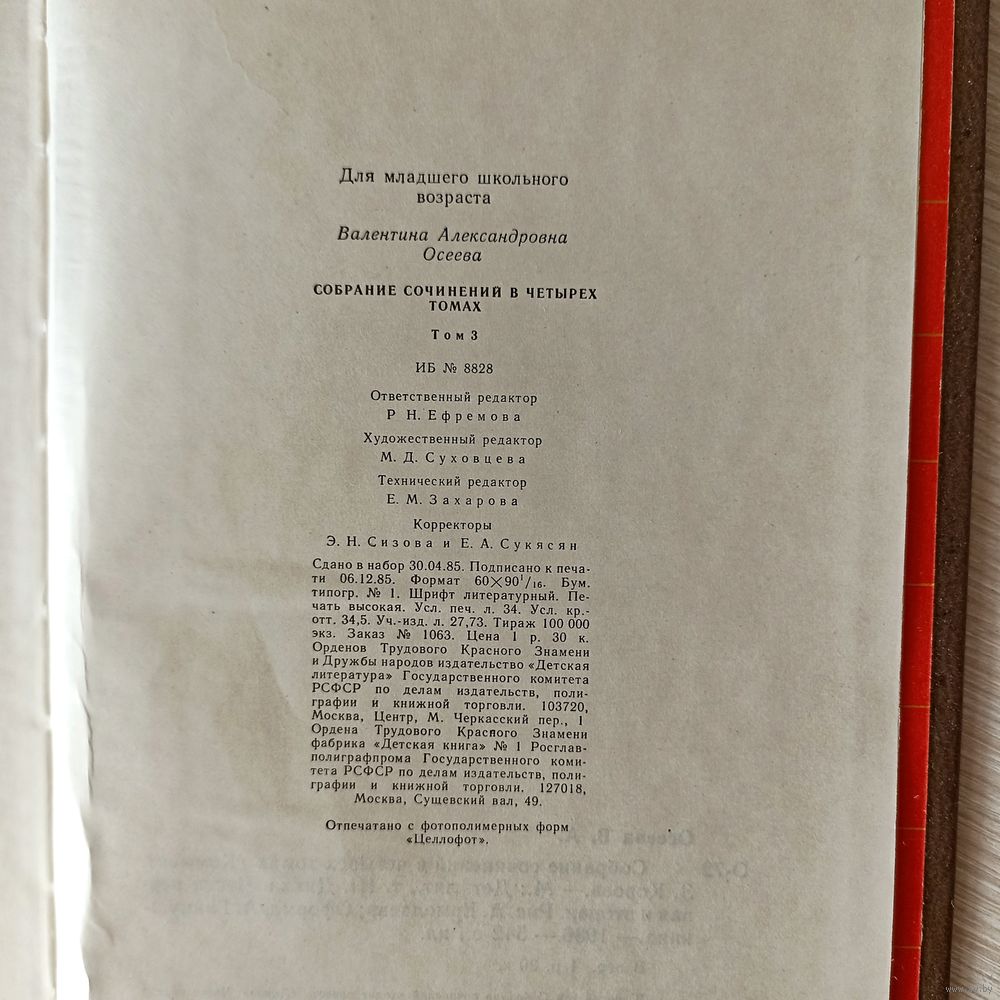 Для младшего школьного
возраста
Валентина Александровна
Осеева
СОБРАНИЕ СОЧИНЕНИЙ В ЧЕТЫРЕХ
ТОМАХ
Том 3
ИБ № 8828
Ответственный редактор
Р Н. Ефремова
Художественный редактор
М. Д. Суховцева
Технический редактор
Е. М. Захарова
Корректоры
Э. Н. Сизова и Е. А. Сукясян
Сдано в набор 30.04.85. Подписано к печа-
ти 06.12.85. Формат 60×90¹/₁₆. Бум.
типогр. № 1. Шрифт литературный. Пе-
чать высокая. Усл. печ. л. 34. Усл. кр.-
отт. 34,5. Уч.-изд. л. 27,73. Тираж 100 000
экз. Заказ № 1063. Цена 1 р. 30 к.
Орденов Трудового Красного Знамени
и Дружбы народов издательство «Детская
литература» Государственного комитета
РСФСР по делам издательств, поли-
графии и книжной торговли. 103720,
Москва, Центр, М. Черкасский пер., 1
Ордена Трудового Красного Знамени
фабрика «Детская книга» № 1 Росглав-
полиграфпрома Государственного коми-
тета РСФСР по делам издательств, поли-
графии и книжной торговли. 127018,
Москва, Сущевский вал, 49.
Отпечатано с фотополимерных форм
«Целлофот».